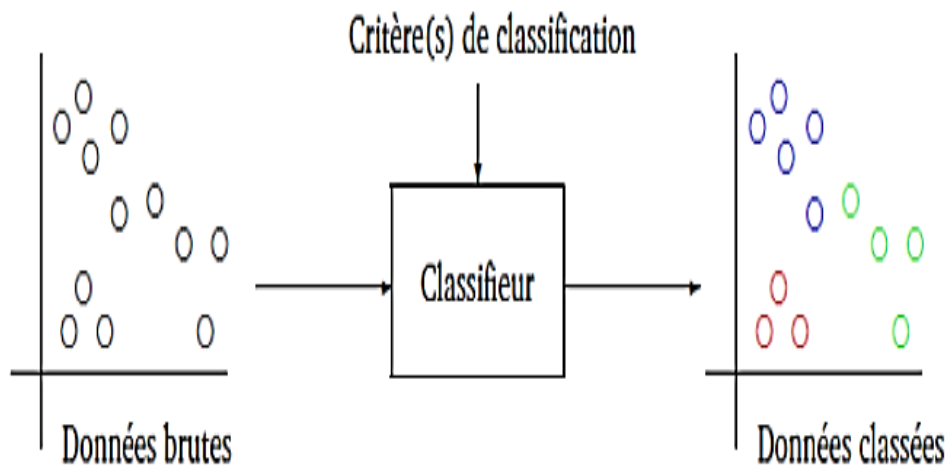 Critère(s) de classification
Classifieur
Données brutes
Données classées